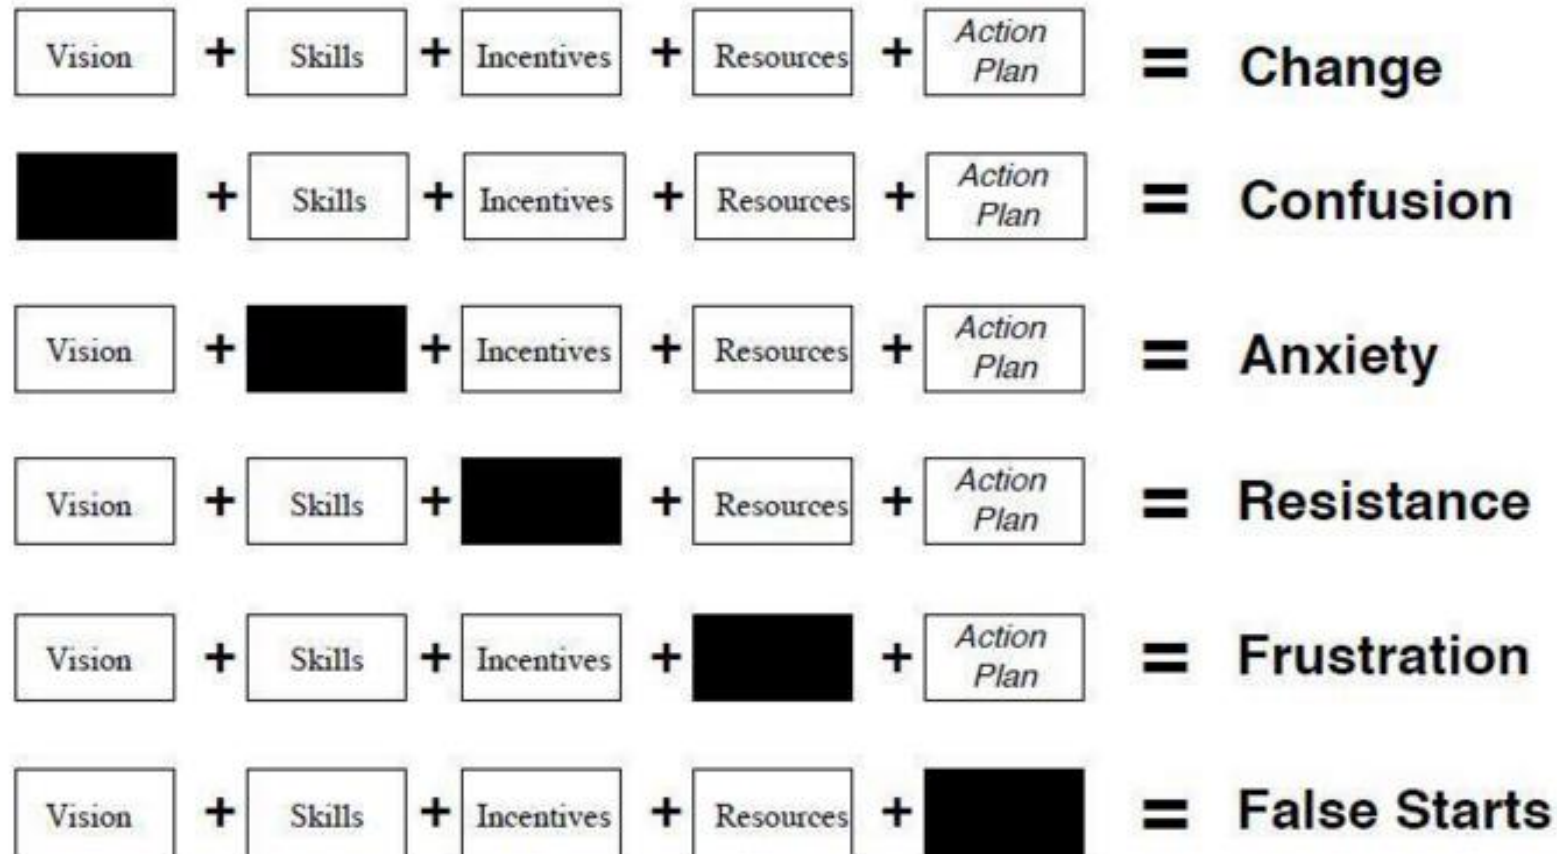 Vision + Skills + Incentives + Resources + Action Plan = Change
+ Skills + Incentives + Resources + Action Plan = Confusion
Vision + + Incentives + Resources + Action Plan = Anxiety
Vision + Skills + + Resources + Action Plan = Resistance
Vision + Skills + Incentives + + Action Plan = Frustration
Vision + Skills + Incentives + Resources + = False Starts